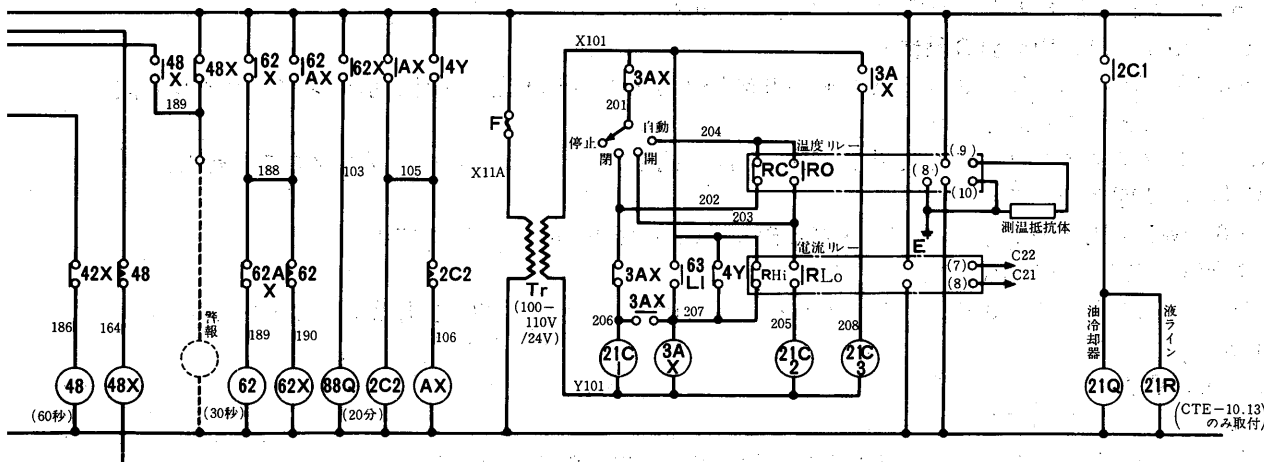 X101
48
X
48X
62
X
62
AX
62X
AX
4Y
3AX
3A
X
2C1
189
201
F
停止
自動
204
閉
開
温度リレー
X11A
RC
RO
(8)
(9)
(10)
188
103
105
202
203
測温抵抗体
E
電流リレー
42X
48
62A
X
62
2C2
3AX
63
L1
4Y
RHi
RLo
(7)
(8)
C22
C21
Tr
(100-
110V
/24V)
3AX
186
164
警報
189
190
106
206
207
205
208
油冷却器
液ライン
48
48X
62
62X
88Q
2C2
AX
21C
1
3A
X
21C
2
21C
3
21Q
21R
Y101
(60秒)
(30秒)
(20分)
(CTE-10.13V
のみ取付)